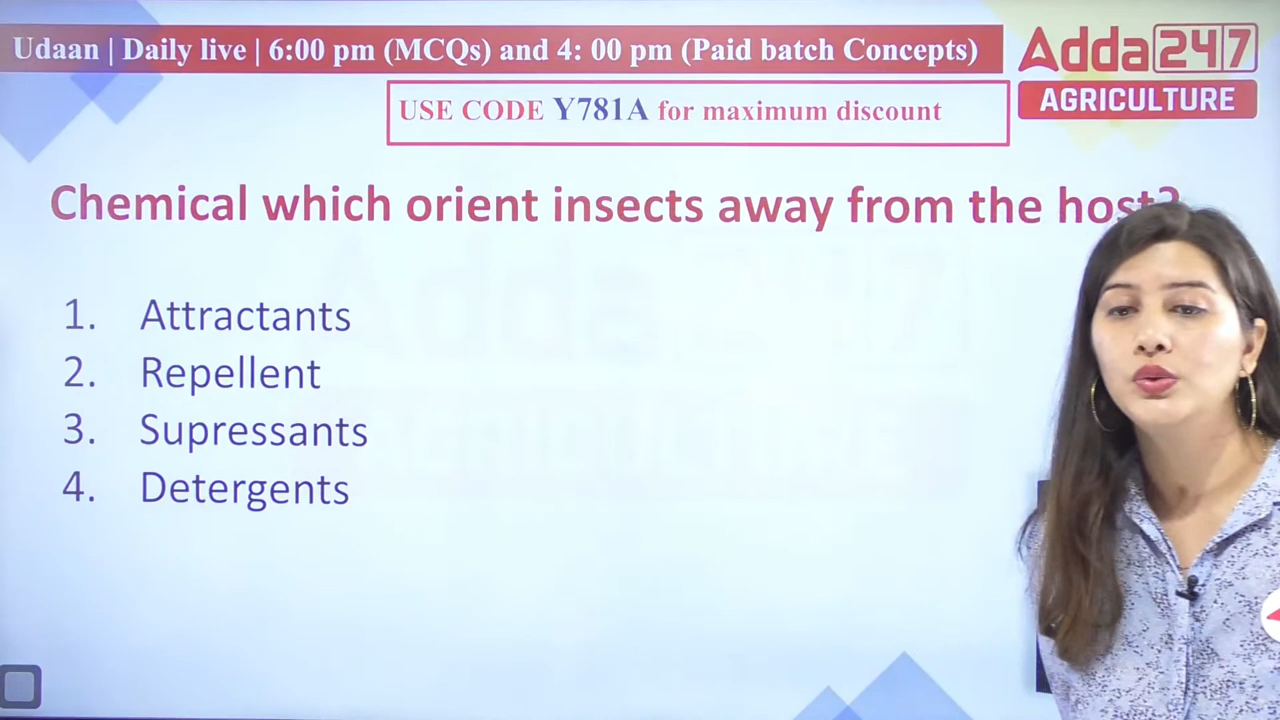 Udaan | Daily live | 6:00 pm (MCQs) and 4: 00 pm (Paid batch Concepts)
Adda247
AGRICULTURE
USE CODE Y781A for maximum discount
Chemical which orient insects away from the host?
1. Attractants
2. Repellent
3. Supressants
4. Detergents